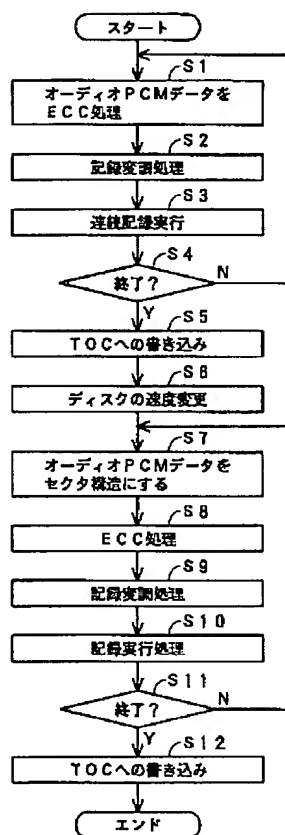 スタート
S1
オーディオPCMデータを
ECC処理
S2
記録変調処理
S3
連続記録実行
S4
終了?
N
Y
S5
TOCへの書き込み
S6
ディスクの速度変更
S7
オーディオPCMデータを
セクタ構造にする
S8
ECC処理
S9
記録変調処理
S10
記録実行処理
S11
終了?
N
Y
S12
TOCへの書き込み
エンド